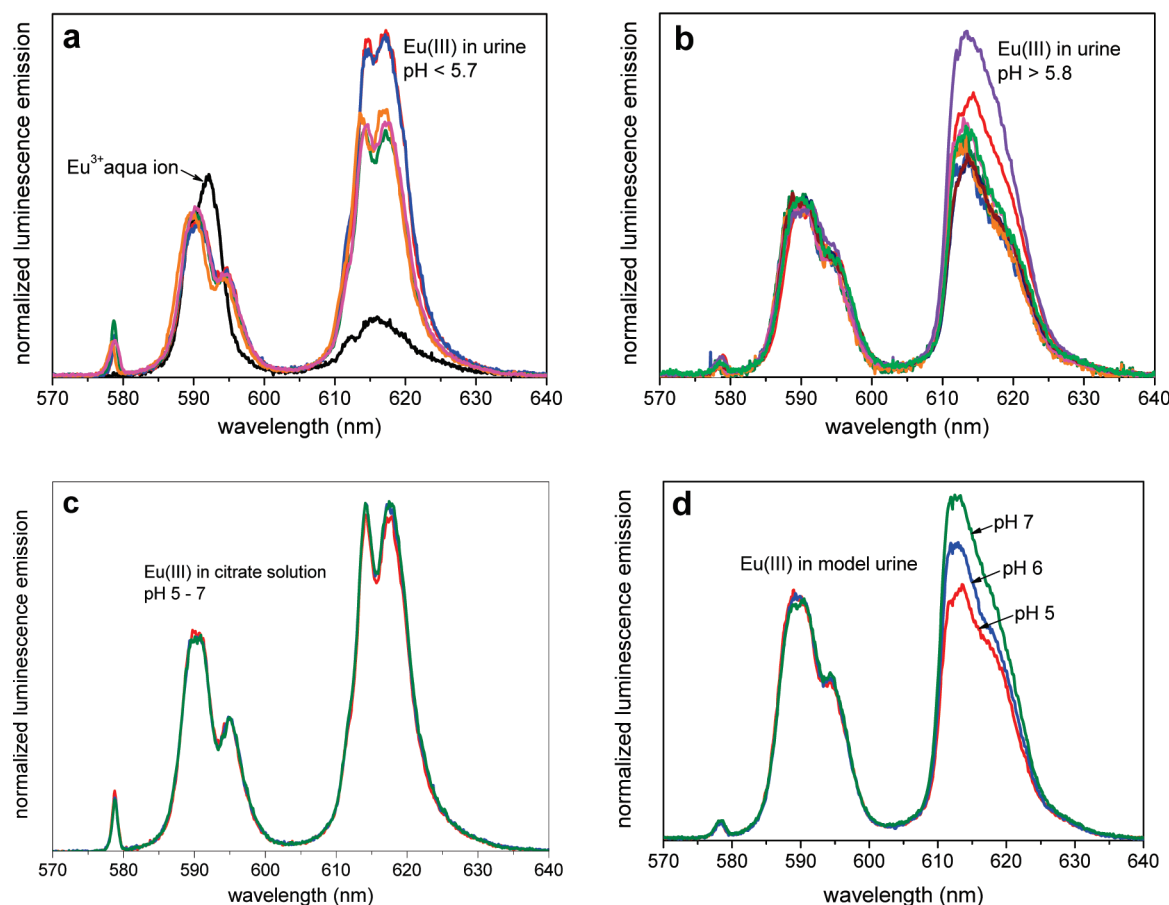 a
normalized luminescence emission
Eu(III) in urine
pH < 5.7
Eu³⁺aqua ion
570 580 590 600 610 620 630 640
wavelength (nm)
b
normalized luminescence emission
Eu(III) in urine
pH > 5.8
570 580 590 600 610 620 630 640
wavelength (nm)
c
normalized luminescence emission
Eu(III) in citrate solution
pH 5 - 7
570 580 590 600 610 620 630 640
wavelength (nm)
d
normalized luminescence emission
pH 7
Eu(III) in model urine
pH 6
pH 5
570 580 590 600 610 620 630 640
wavelength (nm)